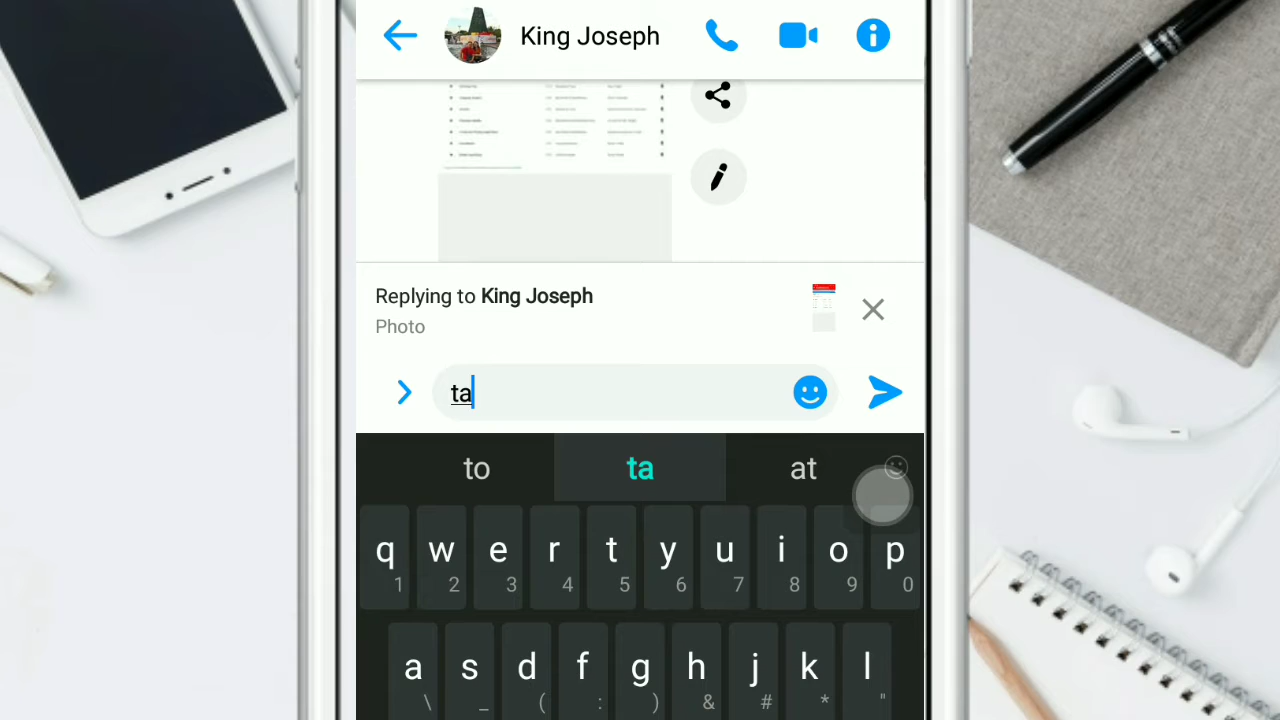 King Joseph
Replying to King Joseph
Photo
ta
to ta at
q w e r t y u i o p
1 2 3 4 5 6 7 8 9 0
a s d f g h j k l
\ _ ( : ) & # * "